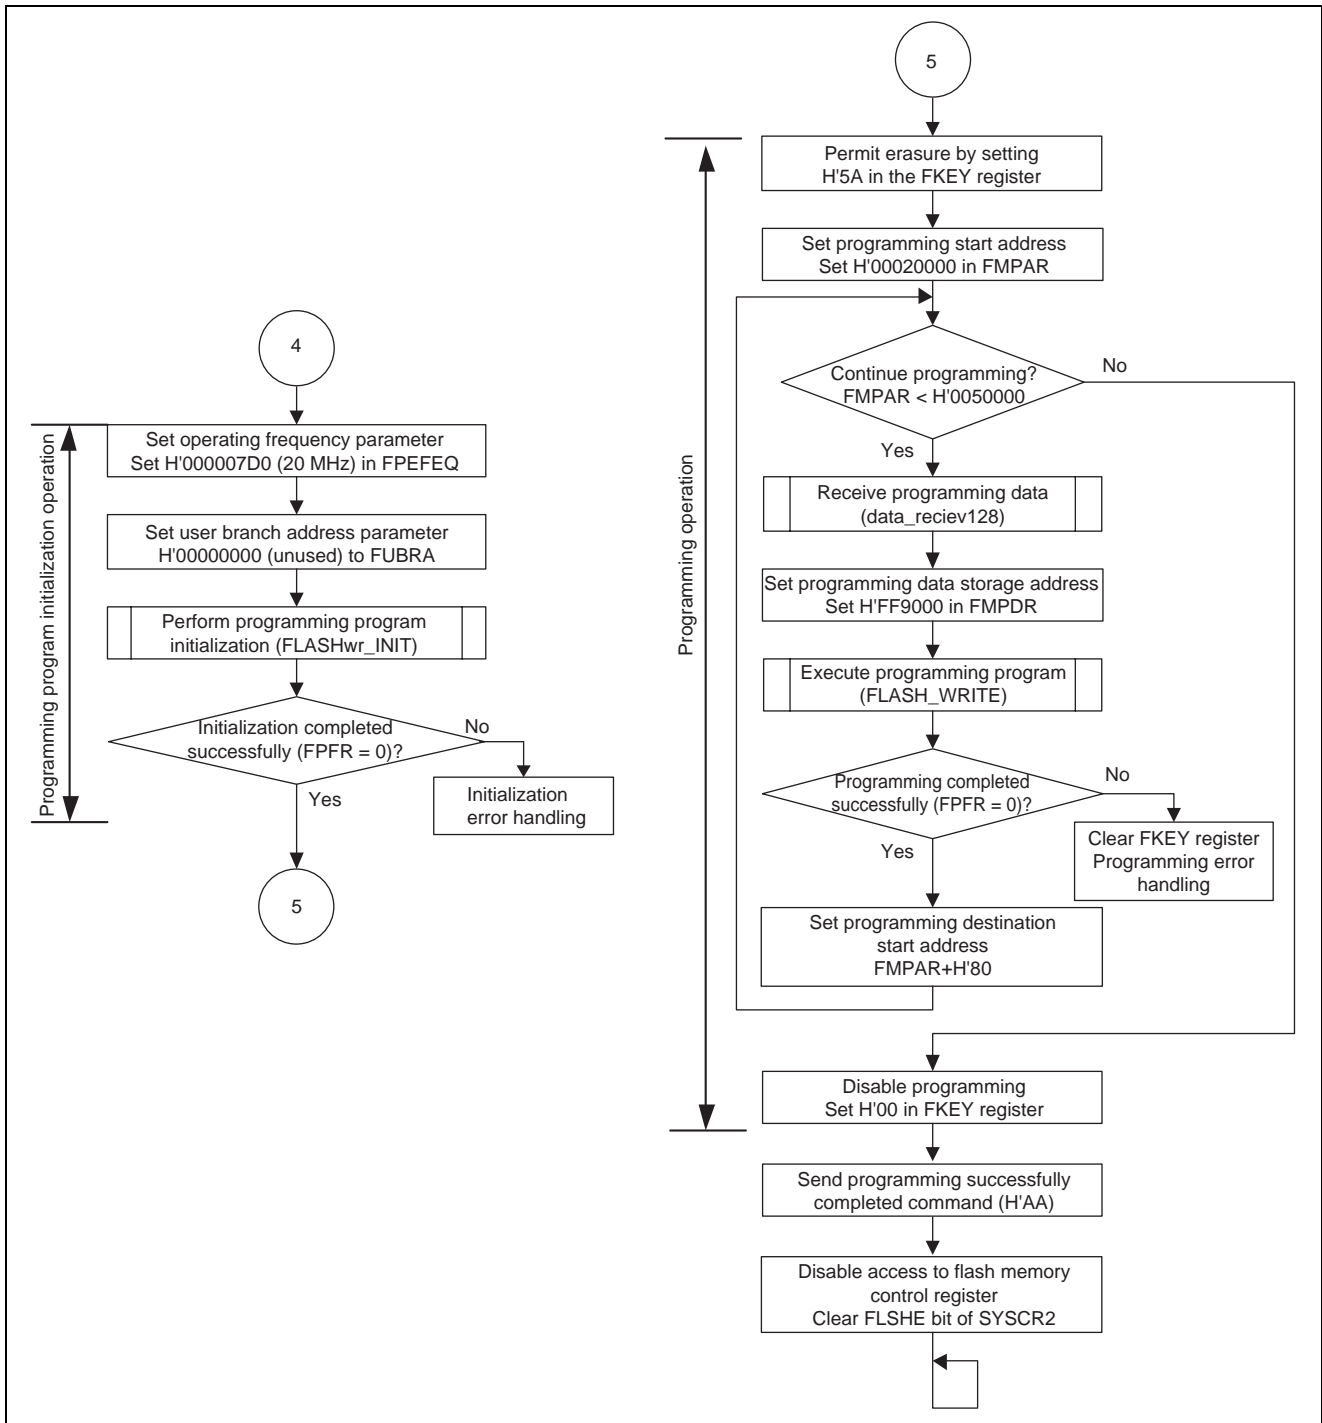 4
Programming program initialization operation
Set operating frequency parameter
Set H'000007D0 (20 MHz) in FPEFEQ
Set user branch address parameter
H'00000000 (unused) to FUBRA
Perform programming program
initialization (FLASHwr_INIT)
Initialization completed
successfully (FPFR = 0)?
No
Yes
Initialization
error handling
5
5
Programming operation
Permit erasure by setting
H'5A in the FKEY register
Set programming start address
Set H'00020000 in FMPAR
Continue programming?
FMPAR < H'0050000
No
Yes
Receive programming data
(data_reciev128)
Set programming data storage address
Set H'FF9000 in FMPDR
Execute programming program
(FLASH_WRITE)
Programming completed
successfully (FPFR = 0)?
No
Yes
Clear FKEY register
Programming error
handling
Set programming destination
start address
FMPAR+H'80
Disable programming
Set H'00 in FKEY register
Send programming successfully
completed command (H'AA)
Disable access to flash memory
control register
Clear FLSHE bit of SYSCR2